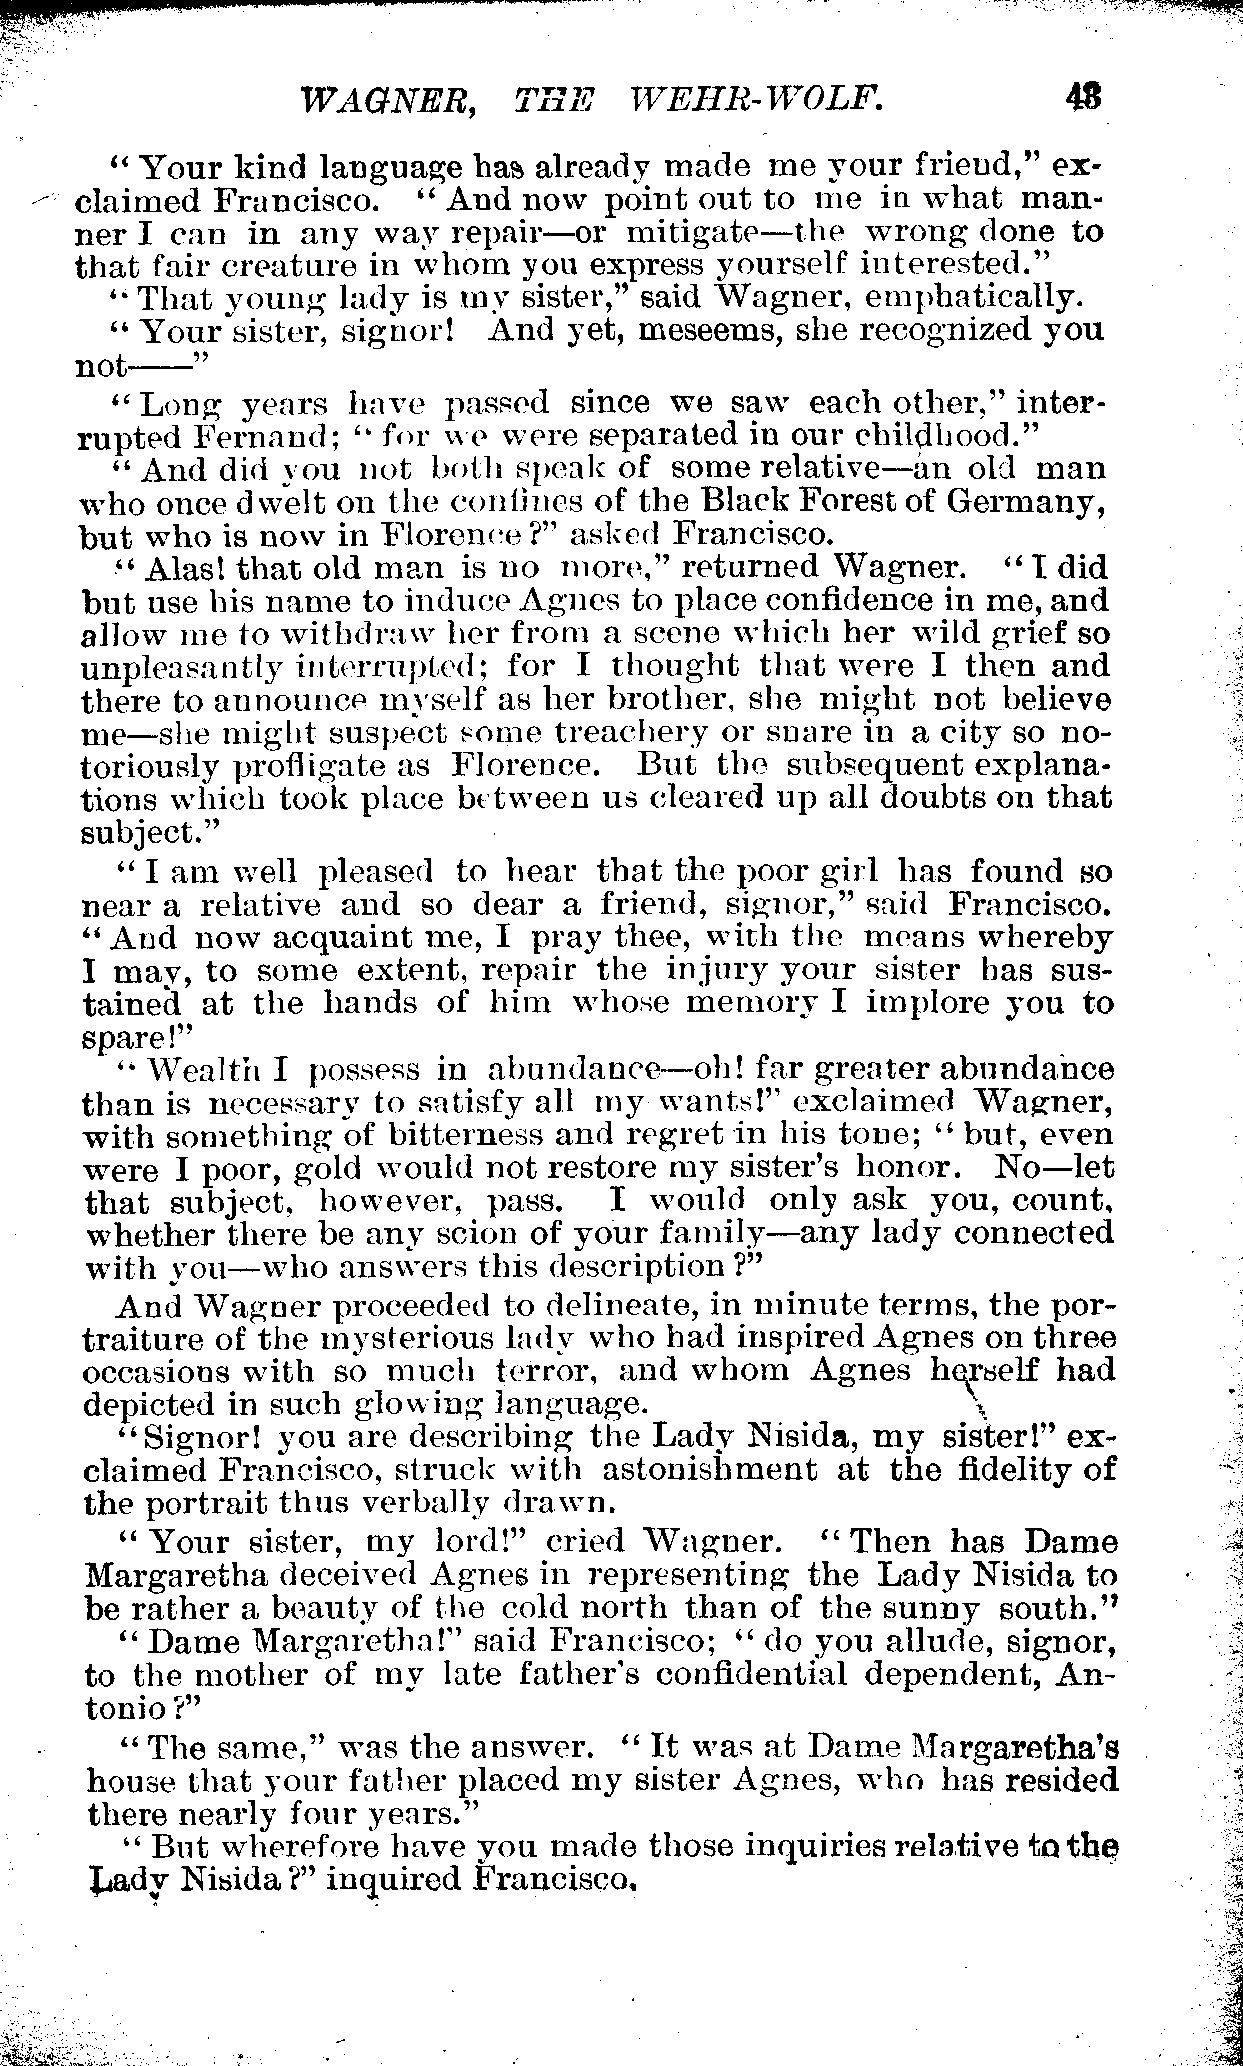 WAGNER, THE WEHR-WOLF. 43
“Your kind language has already made me your friend,” ex-
claimed Francisco. “And now point out to me in what man-
ner I can in any way repair—or mitigate—the wrong done to
that fair creature in whom you express yourself interested.”
“That young lady is my sister,” said Wagner, emphatically.
“Your sister, signor! And yet, meseems, she recognized you
not——”
“Long years have passed since we saw each other,” inter-
rupted Fernand; “for we were separated in our childhood.”
“And did you not both speak of some relative—an old man
who once dwelt on the confines of the Black Forest of Germany,
but who is now in Florence?” asked Francisco.
“Alas! that old man is no more,” returned Wagner. “I did
but use his name to induce Agnes to place confidence in me, and
allow me to withdraw her from a scene which her wild grief so
unpleasantly interrupted; for I thought that were I then and
there to announce myself as her brother, she might not believe
me—she might suspect some treachery or snare in a city so no-
toriously profligate as Florence. But the subsequent explana-
tions which took place between us cleared up all doubts on that
subject.”
“I am well pleased to hear that the poor girl has found so
near a relative and so dear a friend, signor,” said Francisco.
“And now acquaint me, I pray thee, with the means whereby
I may, to some extent, repair the injury your sister has sus-
tained at the hands of him whose memory I implore you to
spare!”
“Wealth I possess in abundance—oh! far greater abundance
than is necessary to satisfy all my wants!” exclaimed Wagner,
with something of bitterness and regret in his tone; “but, even
were I poor, gold would not restore my sister's honor. No—let
that subject, however, pass. I would only ask you, count,
whether there be any scion of your family—any lady connected
with you—who answers this description?”
And Wagner proceeded to delineate, in minute terms, the por-
traiture of the mysterious lady who had inspired Agnes on three
occasions with so much terror, and whom Agnes herself had
depicted in such glowing language.
“Signor! you are describing the Lady Nisida, my sister!” ex-
claimed Francisco, struck with astonishment at the fidelity of
the portrait thus verbally drawn.
“Your sister, my lord!” cried Wagner. “Then has Dame
Margaretha deceived Agnes in representing the Lady Nisida to
be rather a beauty of the cold north than of the sunny south.”
“Dame Margaretha!” said Francisco; “do you allude, signor,
to the mother of my late father's confidential dependent, An-
tonio?”
“The same,” was the answer. “It was at Dame Margaretha's
house that your father placed my sister Agnes, who has resided
there nearly four years.”
“But wherefore have you made those inquiries relative to the
Lady Nisida?” inquired Francisco.